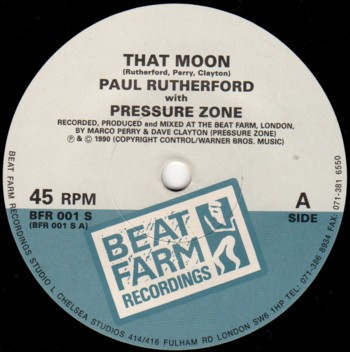 THAT MOON
(Rutherford, Perry, Clayton)
PAUL RUTHERFORD
with
PRESSURE ZONE
RECORDED, PRODUCED and MIXED AT THE BEAT FARM, LONDON,
BY MARCO PERRY & DAVE CLAYTON (PRESSURE ZONE)
℗ & © 1990 (COPYRIGHT CONTROL/WARNER BROS. MUSIC)
45 RPM
BFR 001 S
(BFR 001 S A)
A
SIDE
BEAT
FARM
RECORDINGS
BEAT FARM RECORDINGS STUDIO L CHELSEA STUDIOS 414/416 FULHAM RD LONDON SW6 1HP TEL: 071-386 8934 FAX: 071-381 6550